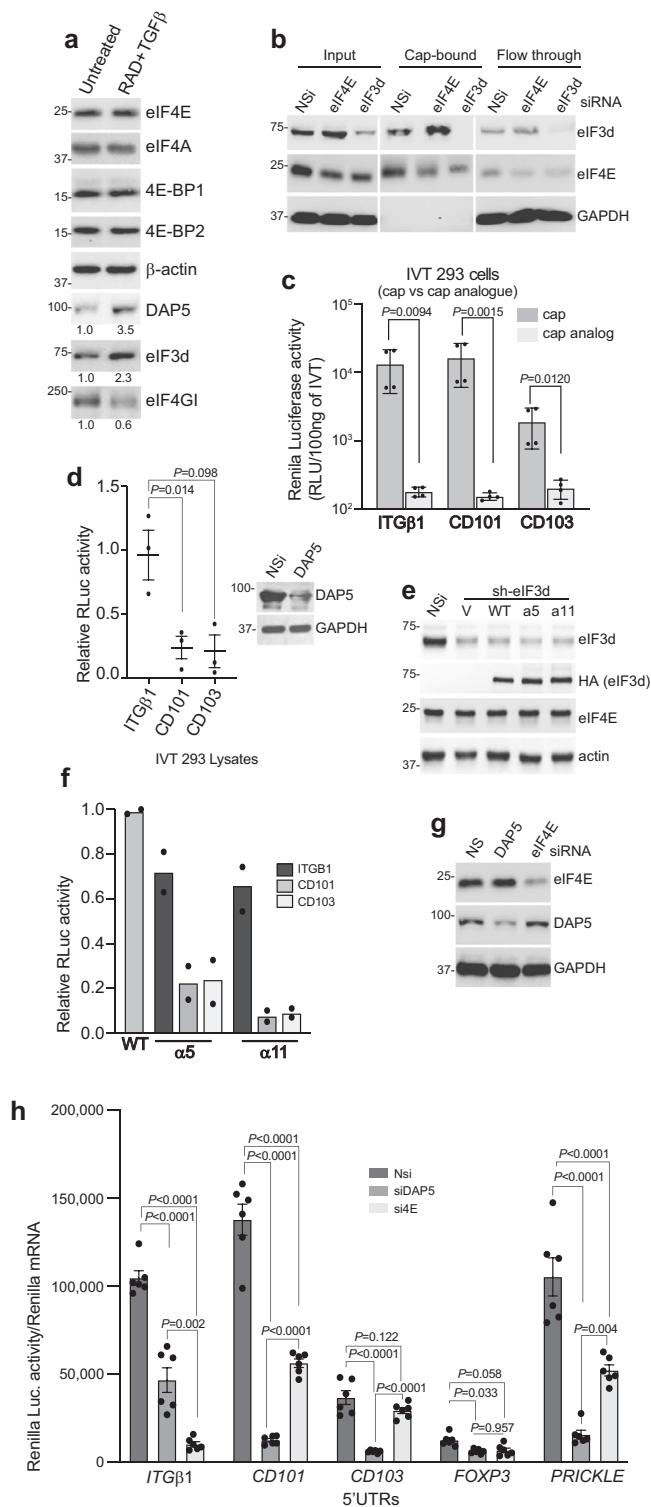 a
Untreated
RAD+TGFβ
25-
eIF4E
37-
eIF4A
15-
4E-BP1
15-
4E-BP2
37-
β-actin
100-
DAP5
1.0 3.5
75-
eIF3d
1.0 2.3
250-
eIF4GI
1.0 0.6
b
Input Cap-bound Flow through
NSi eIF4E eIF3d NSi eIF4E eIF3d NSi eIF4E eIF3d siRNA
75-
eIF3d
25-
eIF4E
37-
GAPDH
c
IVT 293 cells
(cap vs cap analogue)
Renila Luciferase activity
(RLU/100ng of IVT)
10⁵
10⁴
10³
10²
P=0.0094
P=0.0015
P=0.0120
cap
cap analog
ITGβ1 CD101 CD103
d
Relative RLuc activity
1.5
1.0
0.5
0.0
P=0.098
P=0.014
ITGβ1
CD101
CD103
IVT 293 Lysates
NSi
DAP5
100-
DAP5
37-
GAPDH
e
sh-eIF3d
NSi V WT a5 a11
75-
eIF3d
75-
HA (eIF3d)
25-
eIF4E
37-
actin
f
Relative RLuc activity
1.0
0.8
0.6
0.4
0.2
0.0
ITGB1
CD101
CD103
WT α5 α11
g
NS DAP5 eIF4E siRNA
25-
eIF4E
100-
DAP5
37-
GAPDH
h
Renilla Luc. activity/Renilla mRNA
200,000
150,000
100,000
50,000
0
Nsi
siDAP5
si4E
P<0.0001
P<0.0001
P=0.002
P<0.0001
P<0.0001
P<0.0001
P=0.122
P<0.0001
P<0.0001
P=0.058
P=0.033
P=0.957
P<0.0001
P<0.0001
P=0.004
ITGβ1 CD101 CD103 FOXP3 PRICKLE
5'UTRs